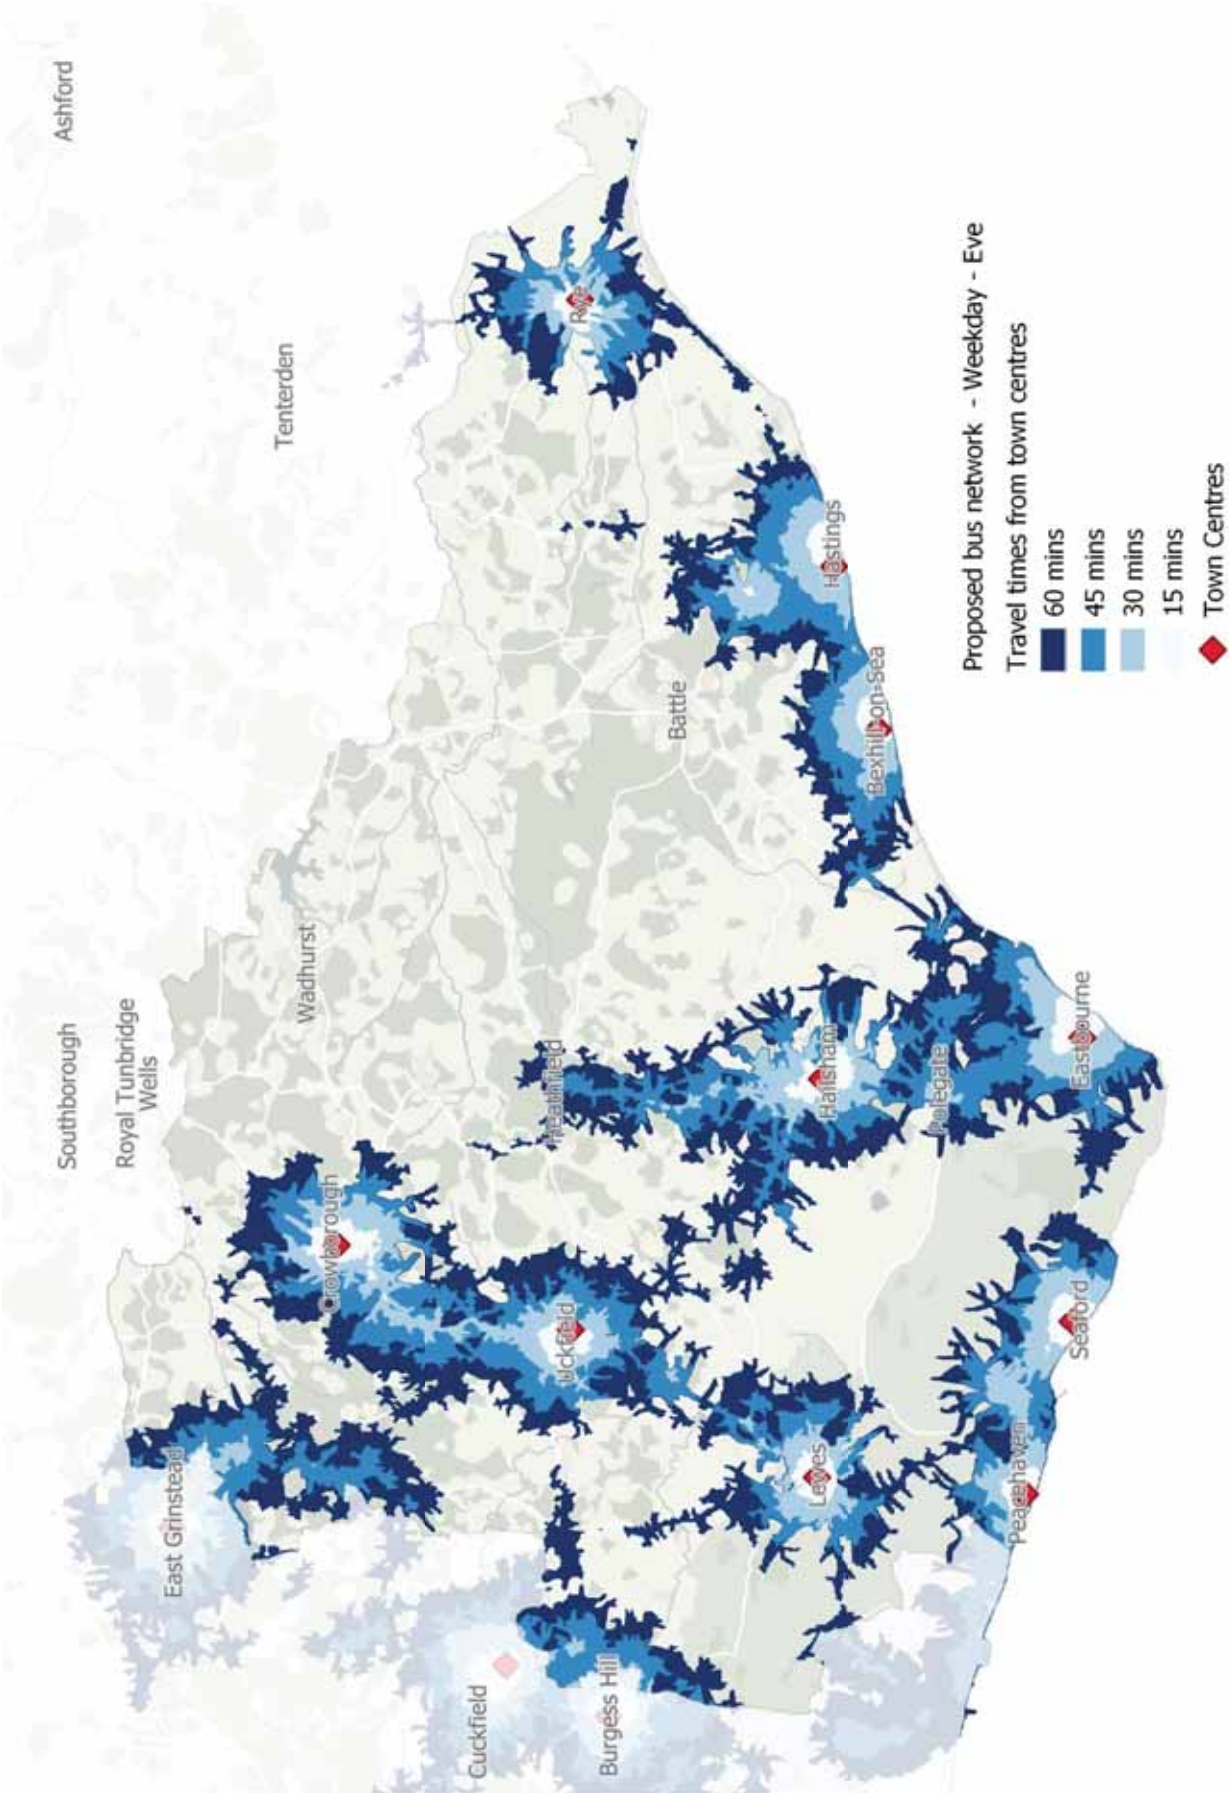 Ashford
Tenterden
Southborough
Royal Tunbridge
Wells
Wadhurst
East Grinstead
Crowborough
Rye
Cuckfield
Uckfield
Heathfield
Burgess Hill
Battle
Hastings
Lewes
Hailsham
Bexhill-on-Sea
Polegate
Peacehaven
Seaford
Eastbourne
Proposed bus network - Weekday - Eve
Travel times from town centres
60 mins
45 mins
30 mins
15 mins
Town Centres